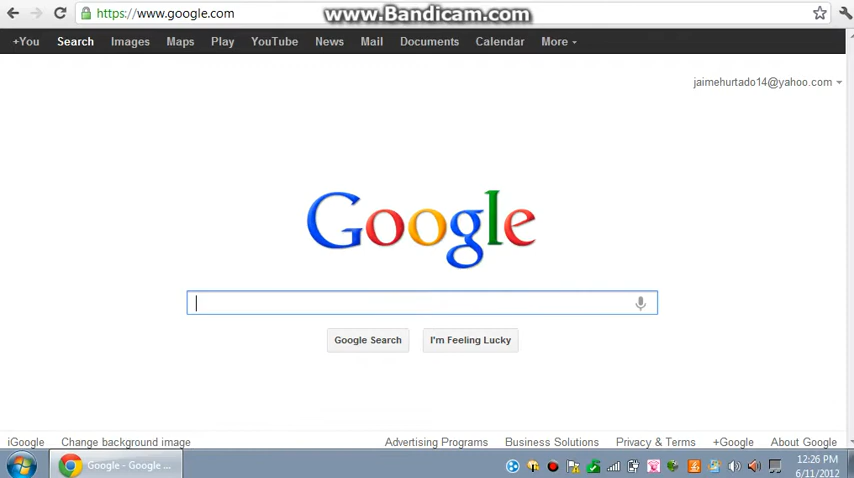 https://www.google.com
www.Bandicam.com
+You Search Images Maps Play YouTube News Mail Documents Calendar More
jaimehurtado14@yahoo.com
Google
Google Search I'm Feeling Lucky
iGoogle Change background image Advertising Programs Business Solutions Privacy & Terms +Google About Google
Google - Google ...
12:26 PM
6/11/2012